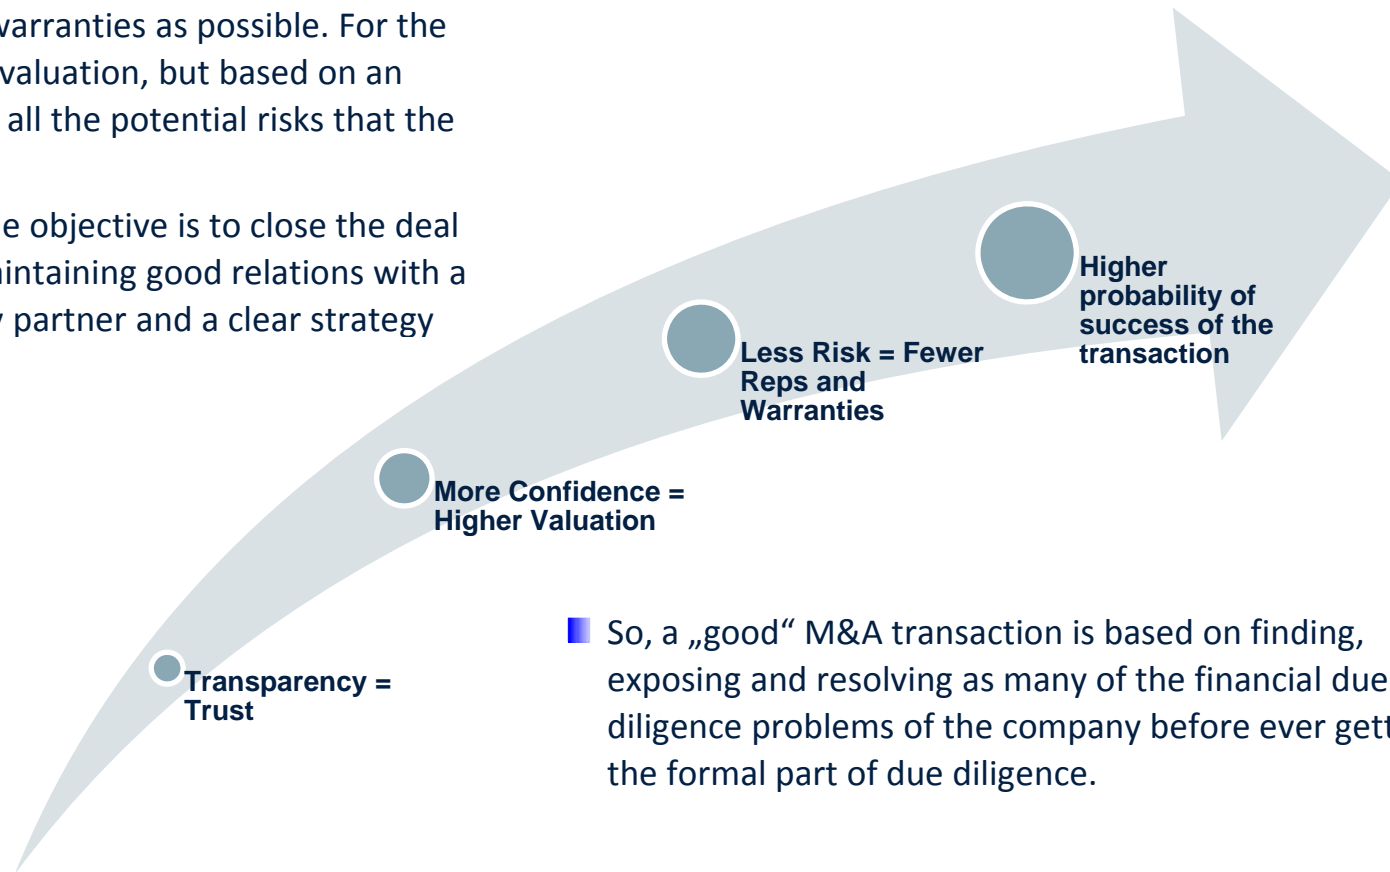 warranties as possible. For the
valuation, but based on an
all the potential risks that the
e objective is to close the deal
intaining good relations with a
partner and a clear strategy
Higher
probability of
success of the
transaction
Less Risk = Fewer
Reps and
Warranties
More Confidence =
Higher Valuation
Transparency =
Trust
So, a „good“ M&A transaction is based on finding,
exposing and resolving as many of the financial due
diligence problems of the company before ever gett
the formal part of due diligence.